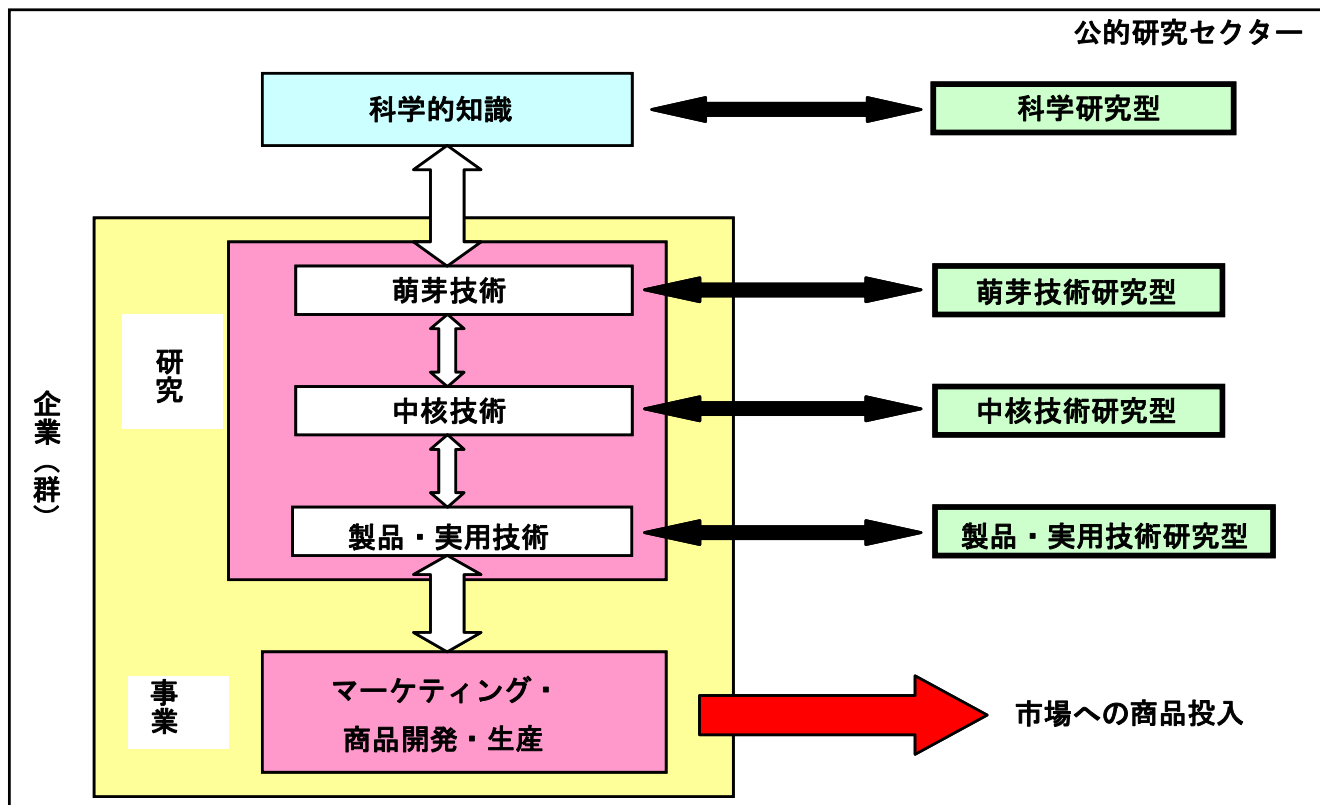 公的研究セクター
科学的知識
科学研究型
萌芽技術
萌芽技術研究型
研究
中核技術
中核技術研究型
企業（群）
製品・実用技術
製品・実用技術研究型
事業
マーケティング・
商品開発・生産
市場への商品投入